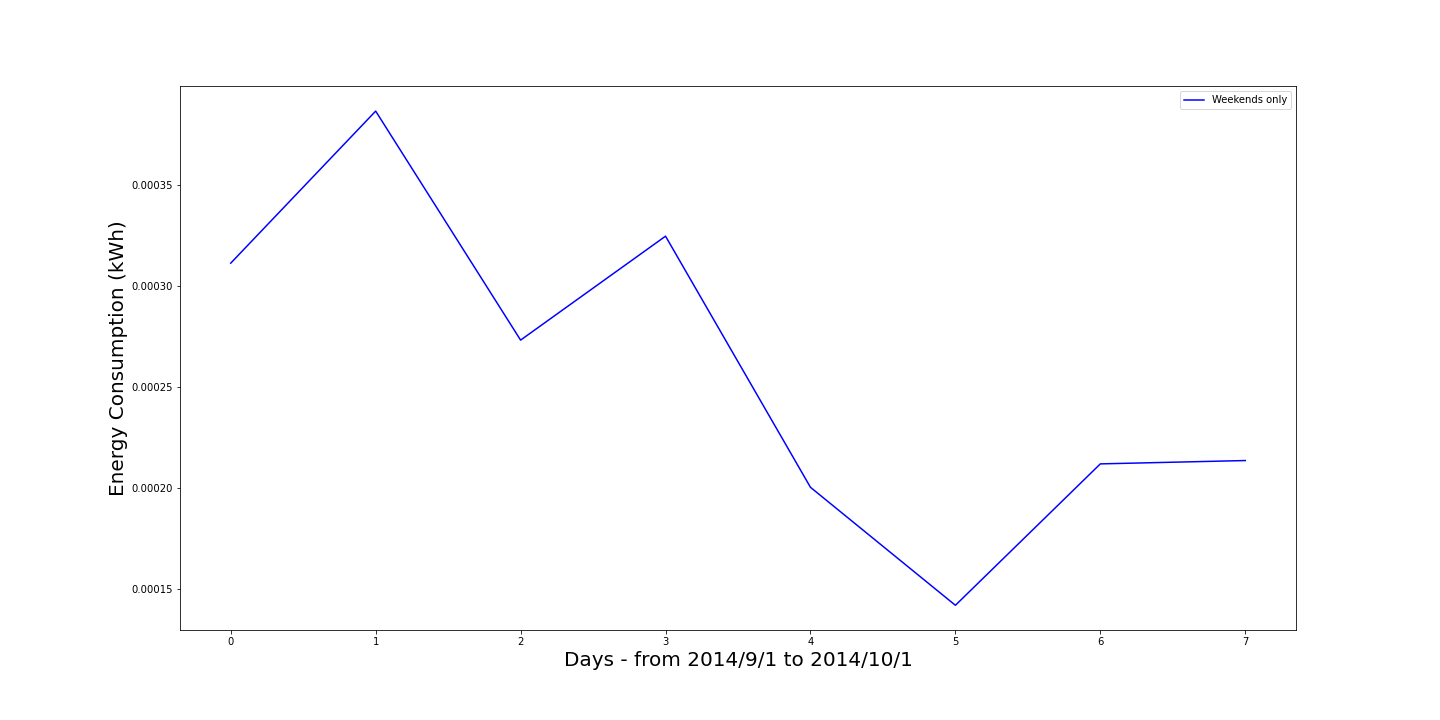 Weekends only
0.00035
0.00030
0.00025
0.00020
0.00015
Energy Consumption (kWh)
0 1 2 3 4 5 6 7
Days - from 2014/9/1 to 2014/10/1